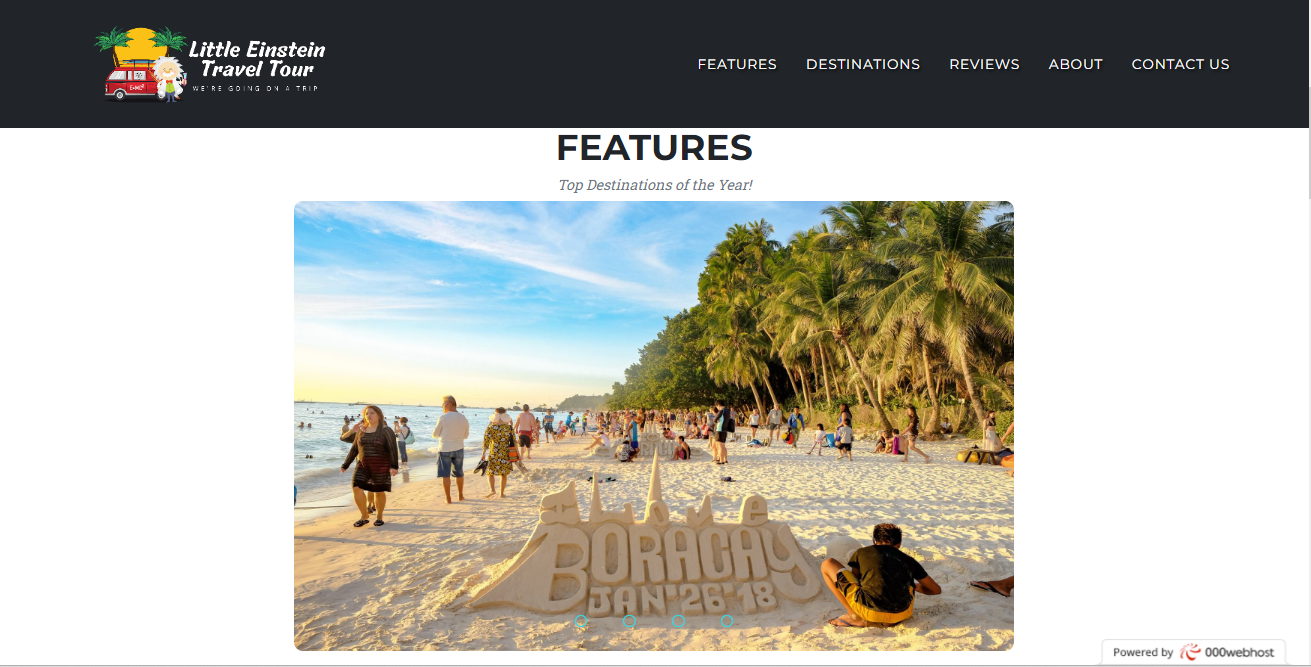 Little Einstein
Travel Tour
WE'RE GOING ON A TRIP
FEATURES
DESTINATIONS
REVIEWS
ABOUT
CONTACT US
FEATURES
Top Destinations of the Year!
I Love
BORACAY
JAN 26 18
Powered by 000webhost